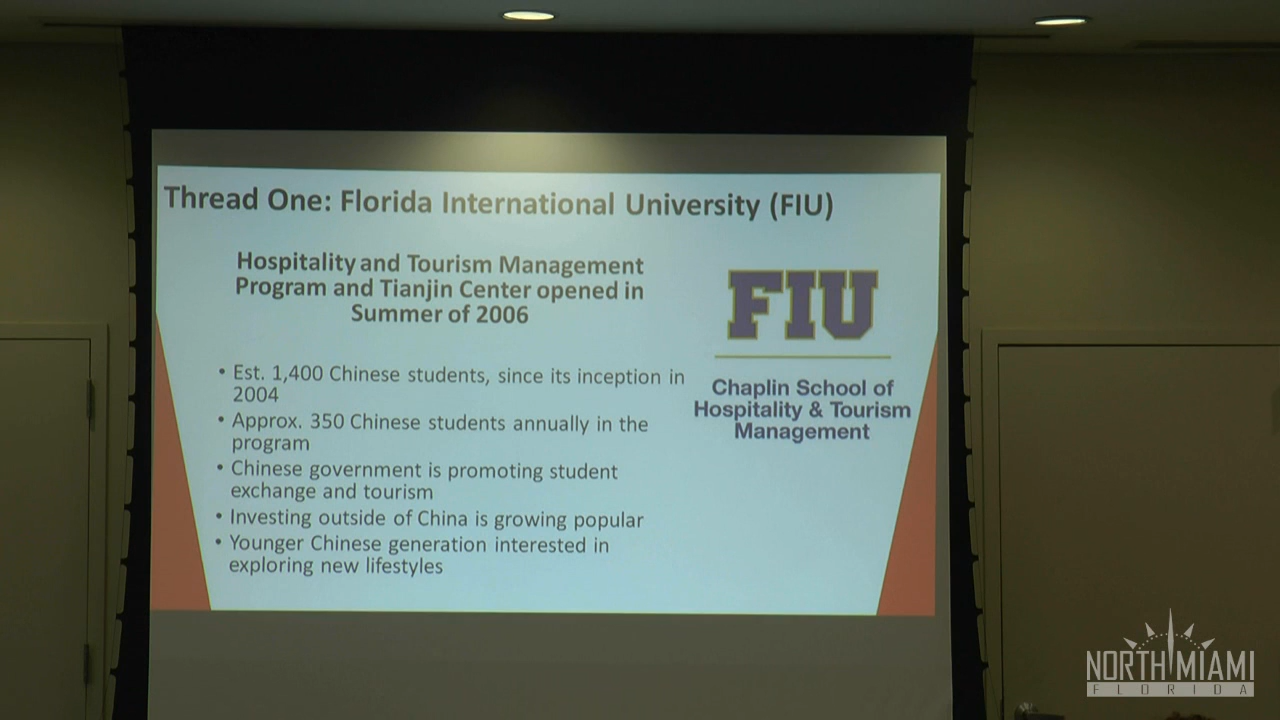 Thread One: Florida International University (FIU)
Hospitality and Tourism Management
Program and Tianjin Center opened in
Summer of 2006
• Est. 1,400 Chinese students, since its inception in
2004
• Approx. 350 Chinese students annually in the
program
• Chinese government is promoting student
exchange and tourism
• Investing outside of China is growing popular
• Younger Chinese generation interested in
exploring new lifestyles
FIU
Chaplin School of
Hospitality & Tourism
Management
NORTH MIAMI
FLORIDA